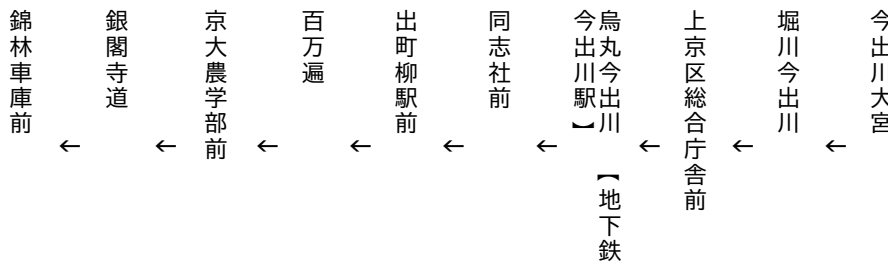 今出川大宮
←
堀川今出川
←
上京区総合庁舎前
←
烏丸今出川　【地下鉄
今出川駅】
←
同志社前
←
出町柳駅前
←
百万遍
←
京大農学部前
←
銀閣寺道
←
錦林車庫前